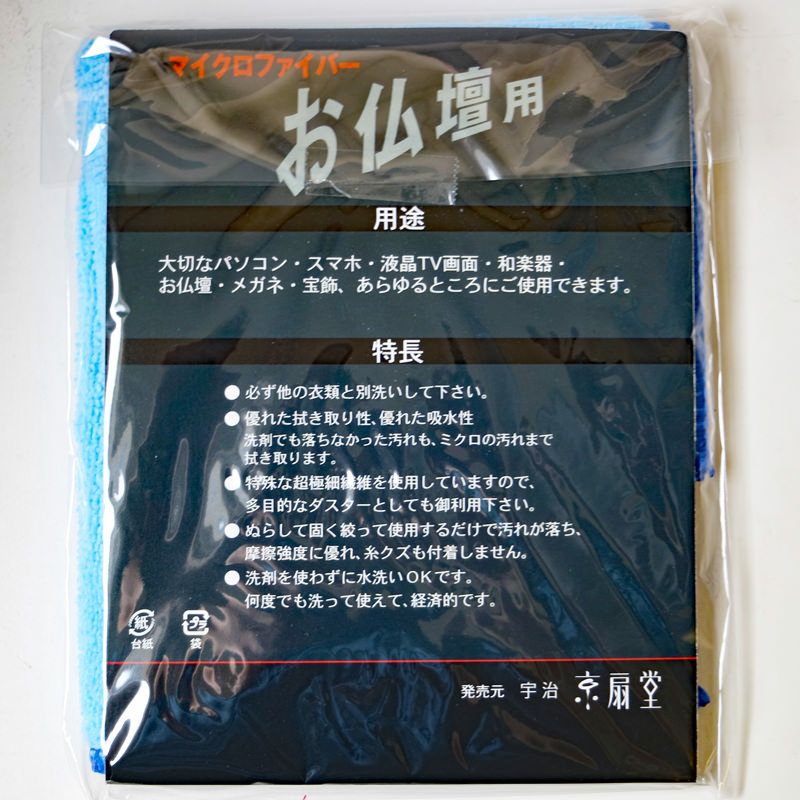 マイクロファイバー
お仏壇用
用途
大切なパソコン・スマホ・液晶TV画面・和楽器・
お仏壇・メガネ・宝飾、あらゆるところにご使用できます。
特長
●必ず他の衣類と別洗いして下さい。
●優れた拭き取り性、優れた吸水性
洗剤でも落ちなかった汚れも、ミクロの汚れまで
拭き取ります。
●特殊な超極細繊維を使用していますので、
多目的なダスターとしても御利用下さい。
●ぬらして固く絞って使用するだけで汚れが落ち、
摩擦強度に優れ、糸クズも付着しません。
●洗剤を使わずに水洗いOKです。
何度でも洗って使えて、経済的です。
紙 プラ
台紙 袋
発売元 宇治 京扇堂